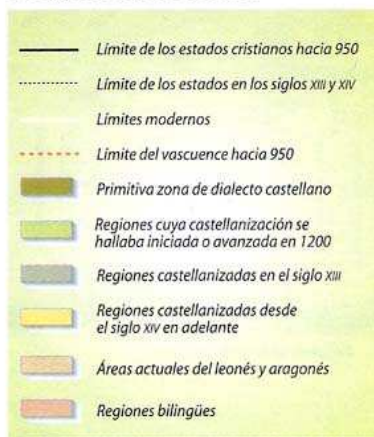 Límite de los estados cristianos hacia 950
Límite de los estados en los siglos XIII y XIV
Límites modernos
Límite del vascuence hacia 950
Primitiva zona de dialecto castellano
Regiones cuya castellanización se
hallaba iniciada o avanzada en 1200
Regiones castellanizadas en el siglo XIII
Regiones castellanizadas desde
el siglo XIV en adelante
Áreas actuales del leonés y aragonés
Regiones bilingües